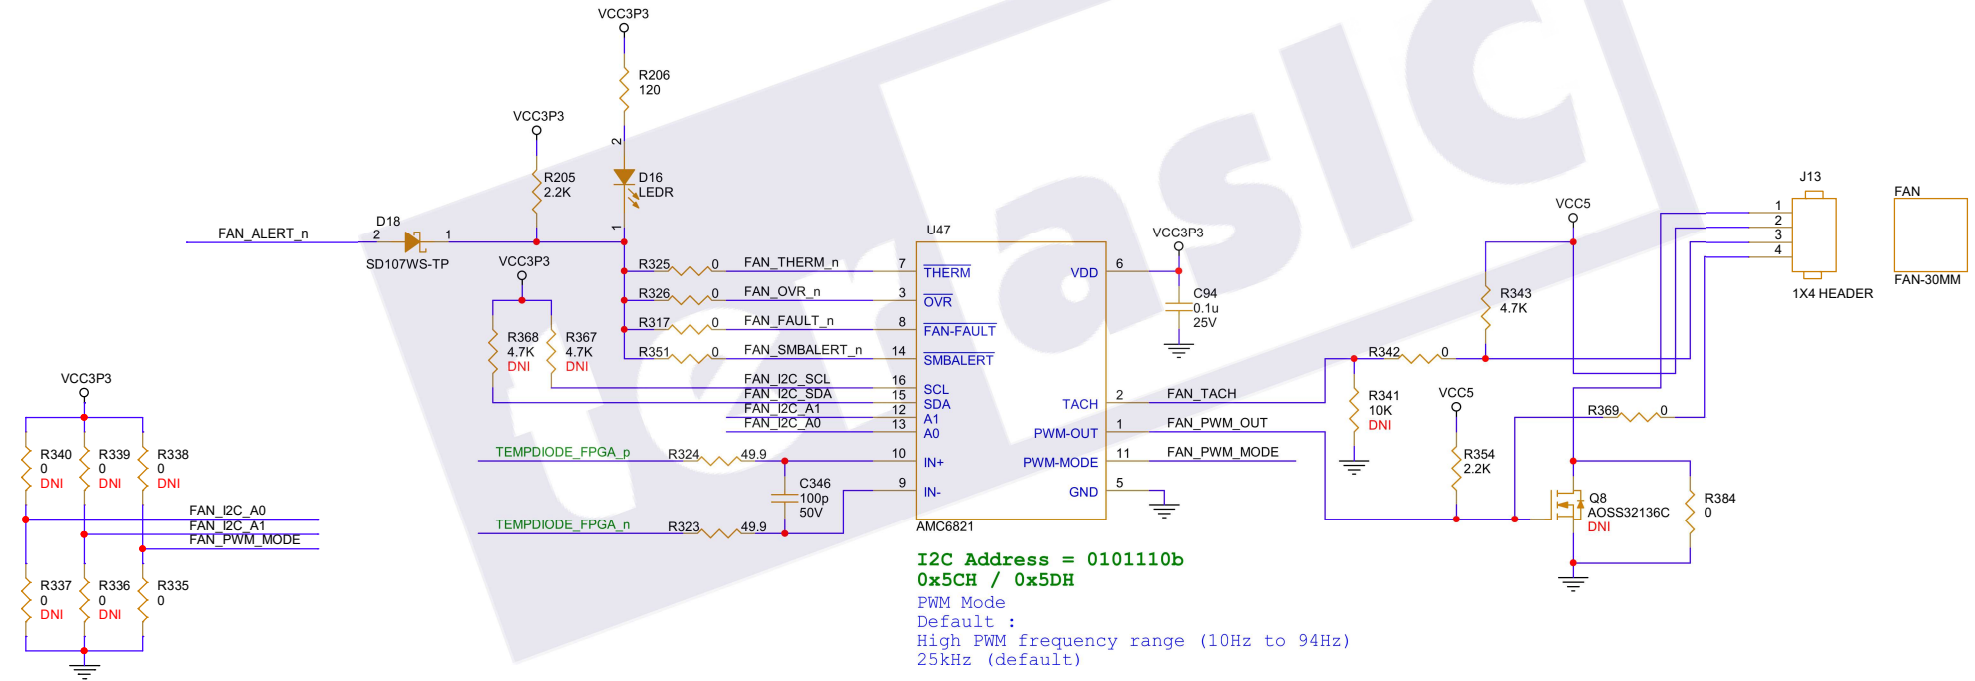 VCC3P3
R206
120
VCC3P3
2
R205
2.2K
D16
LEDR
1
FAN_ALERT_n
D18
2
1
SD107WS-TP
VCC3P3
R368
4.7K
DNI
R367
4.7K
DNI
R325
0
FAN_THERM_n
7
R326
0
FAN_OVR_n
3
R317
0
FAN_FAULT_n
8
R351
0
FAN_SMBALERT_n
14
FAN_I2C_SCL
16
FAN_I2C_SDA
15
FAN_I2C_A1
12
FAN_I2C_A0
13
TEMPDIODE_FPGA_p
R324
49.9
10
C346
100p
50V
9
TEMPDIODE_FPGA_n
R323
49.9
U47
THERM
OVR
FAN-FAULT
SMBALERT
SCL
SDA
A1
A0
IN+
IN-
VDD
TACH
PWM-OUT
PWM-MODE
GND
AMC6821
6
VCC3P3
C94
0.1u
25V
2
FAN_TACH
1
FAN_PWM_OUT
11
FAN_PWM_MODE
5
R342
0
R341
10K
DNI
VCC5
R343
4.7K
VCC5
R354
2.2K
R369
0
Q8
AOSS32136C
DNI
R384
0
J13
1
2
3
4
1X4 HEADER
FAN
FAN-30MM
VCC3P3
R340
0
DNI
R339
0
DNI
R338
0
DNI
FAN_I2C_A0
FAN_I2C_A1
FAN_PWM_MODE
R337
0
DNI
R336
0
DNI
R335
0
I2C Address = 0101110b
0x5CH / 0x5DH
PWM Mode
Default :
High PWM frequency range (10Hz to 94Hz)
25kHz (default)
terasic